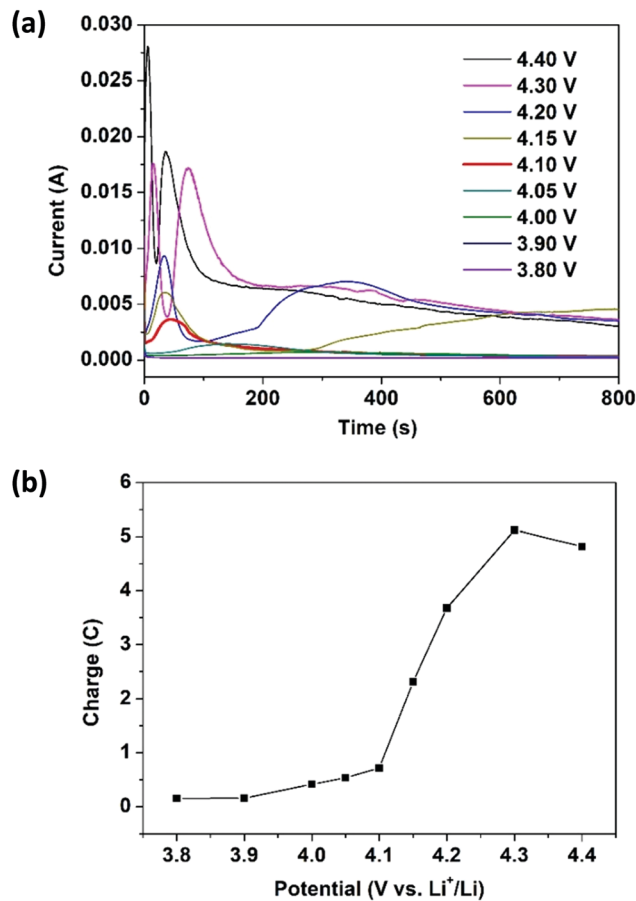 (a)
0.030
0.025
0.020
0.015
0.010
0.005
0.000
Current (A)
4.40 V
4.30 V
4.20 V
4.15 V
4.10 V
4.05 V
4.00 V
3.90 V
3.80 V
0 200 400 600 800
Time (s)
(b)
6
5
4
3
2
1
0
Charge (C)
3.8 3.9 4.0 4.1 4.2 4.3 4.4
Potential (V vs. Li⁺/Li)